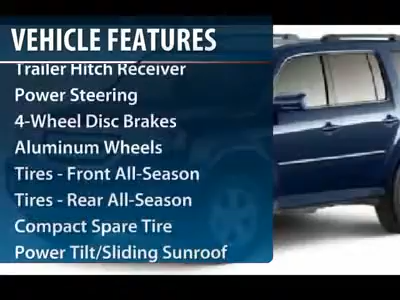 VEHICLE FEATURES
Trailer Hitch Receiver
Power Steering
4-Wheel Disc Brakes
Aluminum Wheels
Tires - Front All-Season
Tires - Rear All-Season
Compact Spare Tire
Power Tilt/Sliding Sunroof